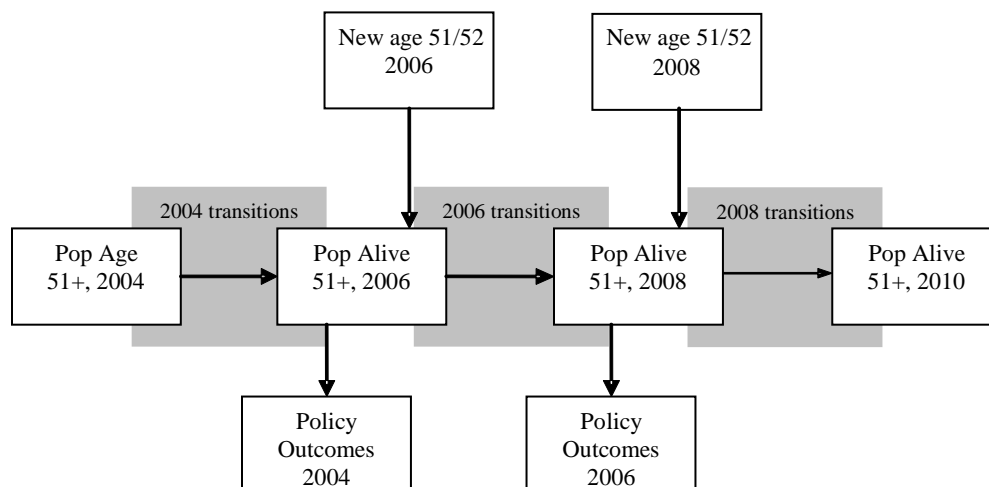 New age 51/52
2006
New age 51/52
2008
2004 transitions
2006 transitions
2008 transitions
Pop Age
51+, 2004
Pop Alive
51+, 2006
Pop Alive
51+, 2008
Pop Alive
51+, 2010
Policy
Outcomes
2004
Policy
Outcomes
2006